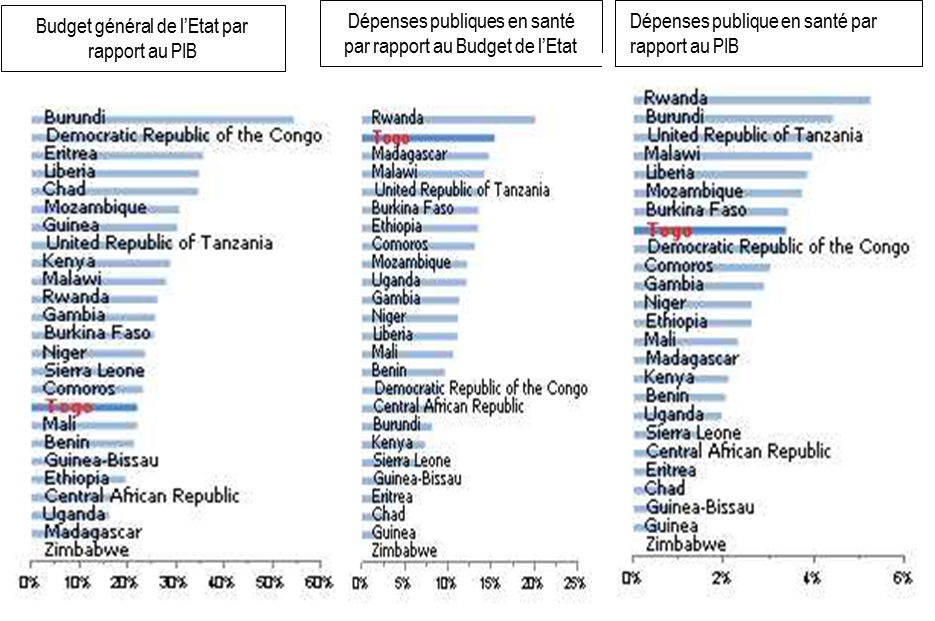 Budget général de l'Etat par
rapport au PIB
Dépenses publiques en santé
par rapport au Budget de l'Etat
Dépenses publique en santé par
rapport au PIB
Burundi
Democratic Republic of the Congo
Eritrea
Liberia
Chad
Mozambique
Guinea
United Republic of Tanzania
Kenya
Malawi
Rwanda
Gambia
Burkina Faso
Niger
Sierra Leone
Comoros
Togo
Mali
Benin
Guinea-Bissau
Ethiopia
Central African Republic
Uganda
Madagascar
Zimbabwe
0% 10% 20% 30% 40% 50% 60%
Rwanda
Togo
Madagascar
Malawi
United Republic of Tanzania
Burkina Faso
Ethiopia
Comoros
Mozambique
Uganda
Gambia
Niger
Liberia
Mali
Benin
Democratic Republic of the Congo
Central African Republic
Burundi
Kenya
Sierra Leone
Guinea-Bissau
Eritrea
Chad
Guinea
Zimbabwe
0% 5% 10% 15% 20% 25%
Rwanda
Burundi
United Republic of Tanzania
Malawi
Liberia
Mozambique
Burkina Faso
Togo
Democratic Republic of the Congo
Comoros
Gambia
Niger
Ethiopia
Mali
Madagascar
Kenya
Benin
Uganda
Sierra Leone
Central African Republic
Eritrea
Chad
Guinea-Bissau
Guinea
Zimbabwe
0% 2% 4% 6%